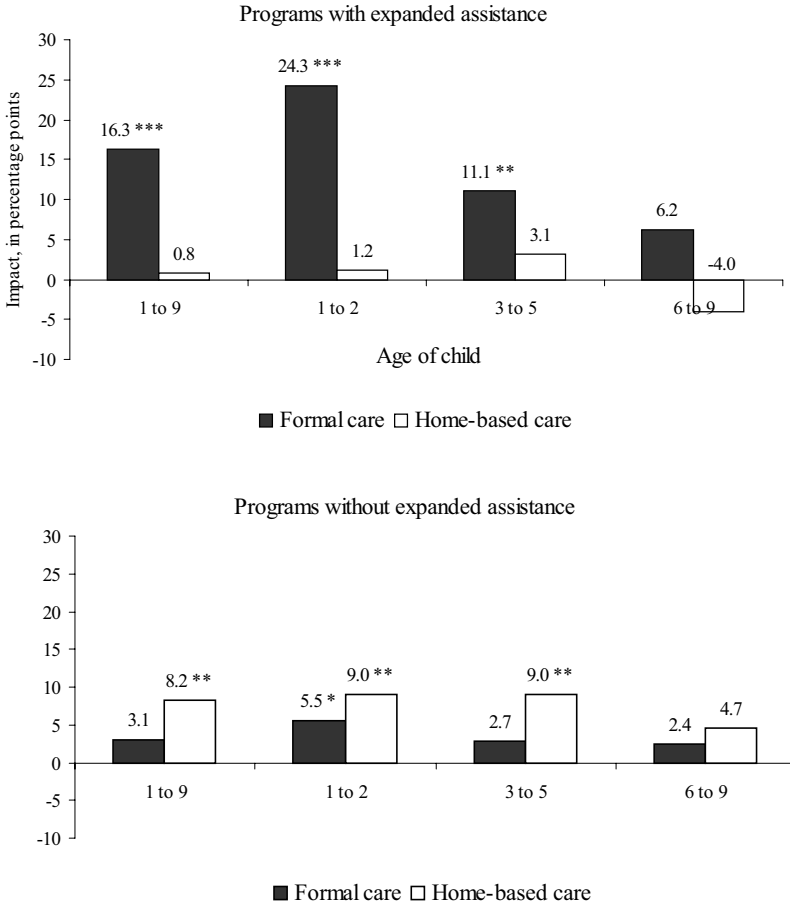 Programs with expanded assistance
30
25
20
15
10
5
0
-5
-10
Impact, in percentage points
16.3 ***
0.8
24.3 ***
1.2
11.1 **
3.1
6.2
-4.0
1 to 9
1 to 2
3 to 5
6 to 9
Age of child
Formal care
Home-based care
Programs without expanded assistance
30
25
20
15
10
5
0
-5
-10
3.1
8.2 **
5.5 *
9.0 **
2.7
9.0 **
2.4
4.7
1 to 9
1 to 2
3 to 5
6 to 9
Formal care
Home-based care